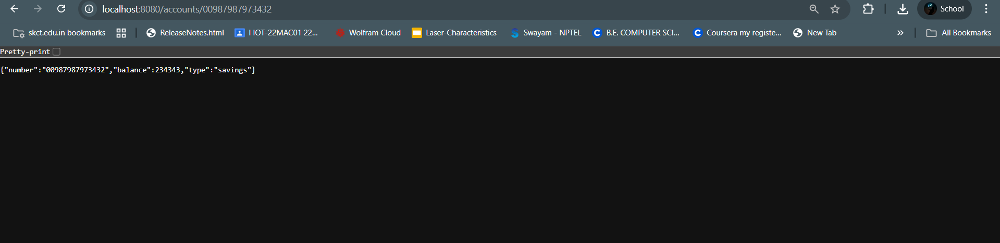 localhost:8080/accounts/00987987973432
School
skct.edu.in bookmarks
ReleaseNotes.html
I IOT-22MAC01 22...
Wolfram Cloud
Laser-Characteristics
Swayam - NPTEL
B.E. COMPUTER SCI...
Coursera my registe...
New Tab
»
All Bookmarks
Pretty-print
{"number":"00987987973432","balance":234343,"type":"savings"}